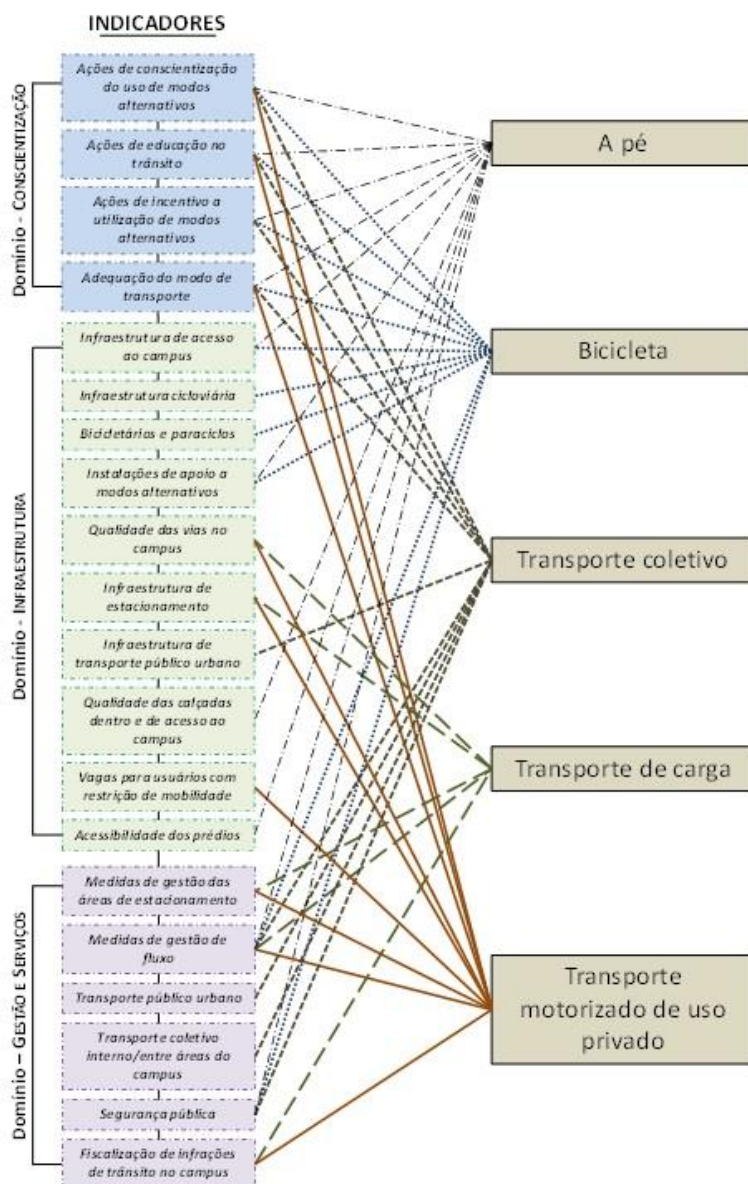 INDICADORES
DOMÍNIO - CONSCIENTIZAÇÃO
Ações de conscientização
do uso de modos
alternativos
Ações de educação no
trânsito
Ações de incentivo a
utilização de modos
alternativos
Adequação do modo de
transporte
DOMÍNIO - INFRAESTRUTURA
Infraestrutura de acesso
ao campus
Infraestrutura cicloviária
Bicicletários e paraciclos
Instalações de apoio a
modos alternativos
Qualidade das vias no
campus
Infraestrutura de
estacionamento
Infraestrutura de
transporte público urbano
Qualidade das calçadas
dentro e de acesso ao
campus
Vagas para usuários com
restrição de mobilidade
Acessibilidade dos prédios
DOMÍNIO – GESTÃO E SERVIÇOS
Medidas de gestão das
áreas de estacionamento
Medidas de gestão de
fluxo
Transporte público urbano
Transporte coletivo
interno/entre áreas do
campus
Segurança pública
Fiscalização de infrações
de trânsito no campus
A pé
Bicicleta
Transporte coletivo
Transporte de carga
Transporte
motorizado de uso
privado